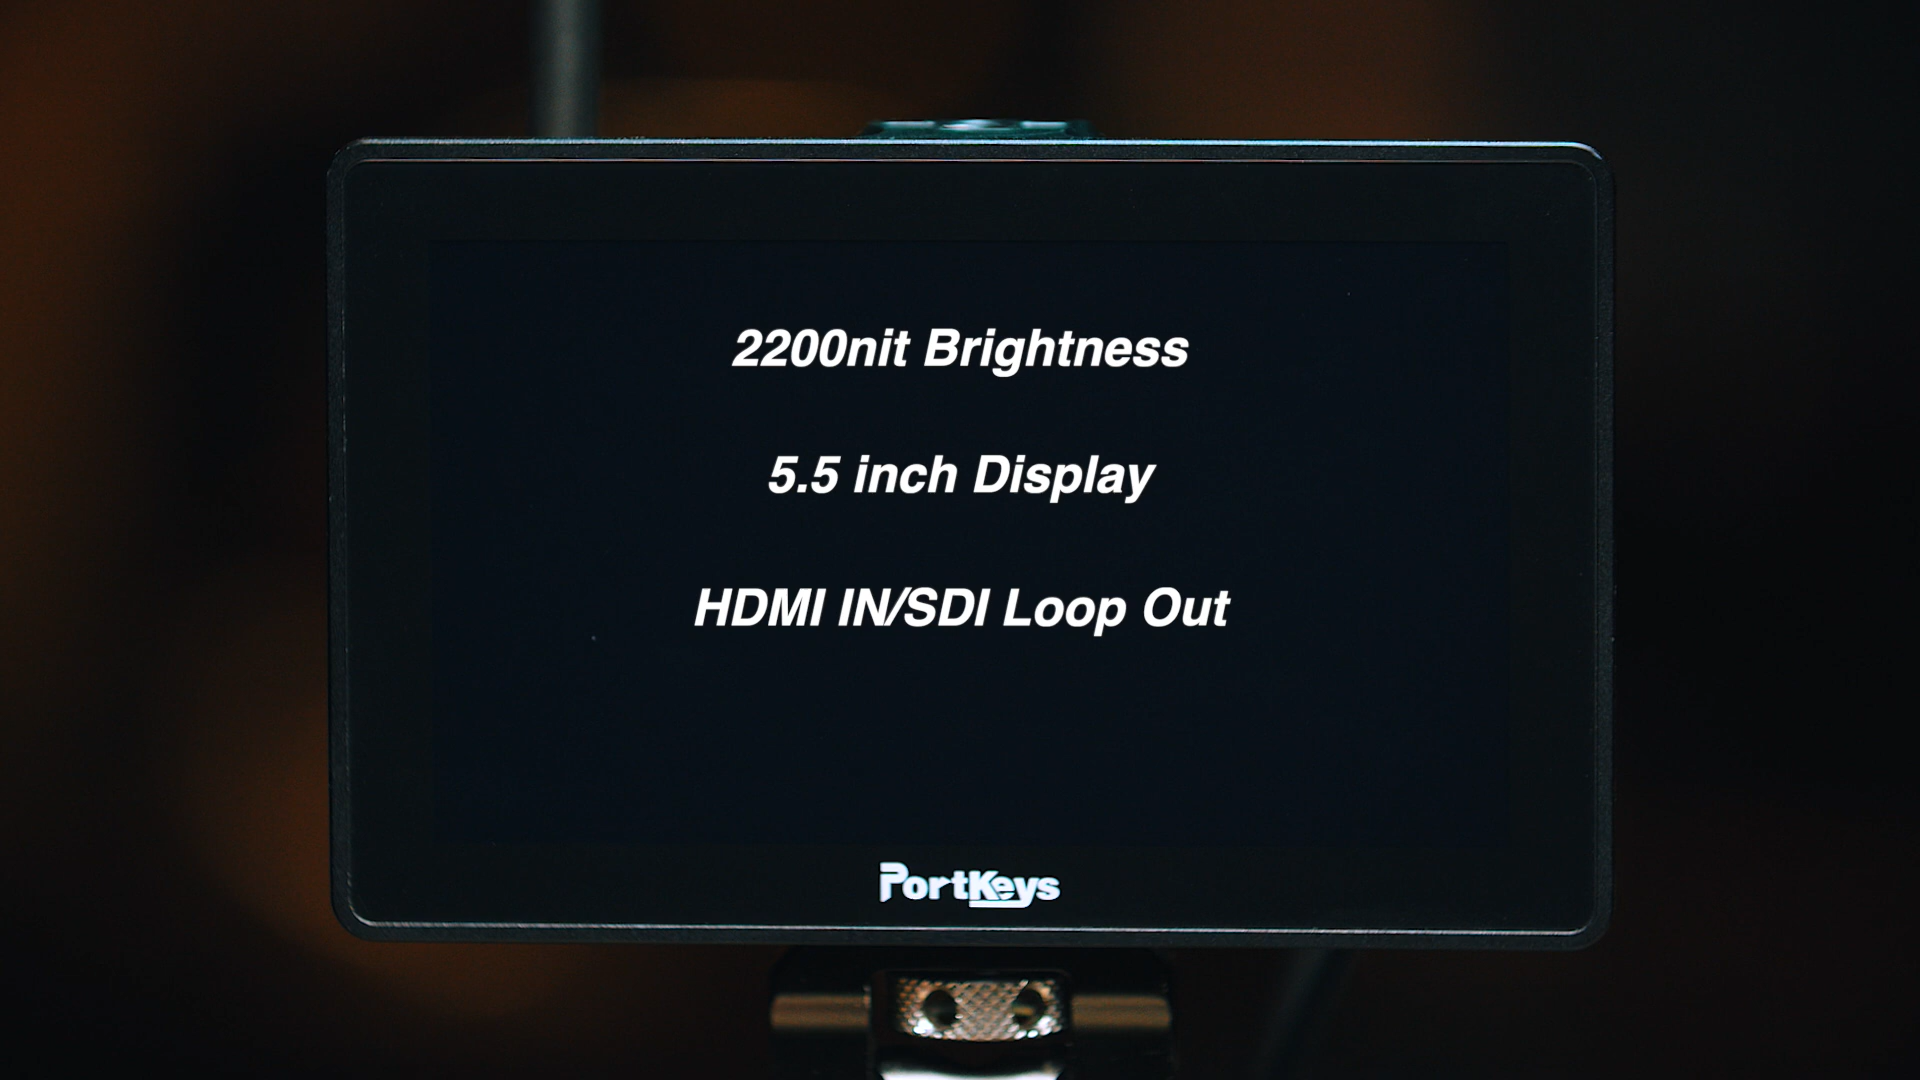 2200nit Brightness
5.5 inch Display
HDMI IN/SDI Loop Out
PortKeys